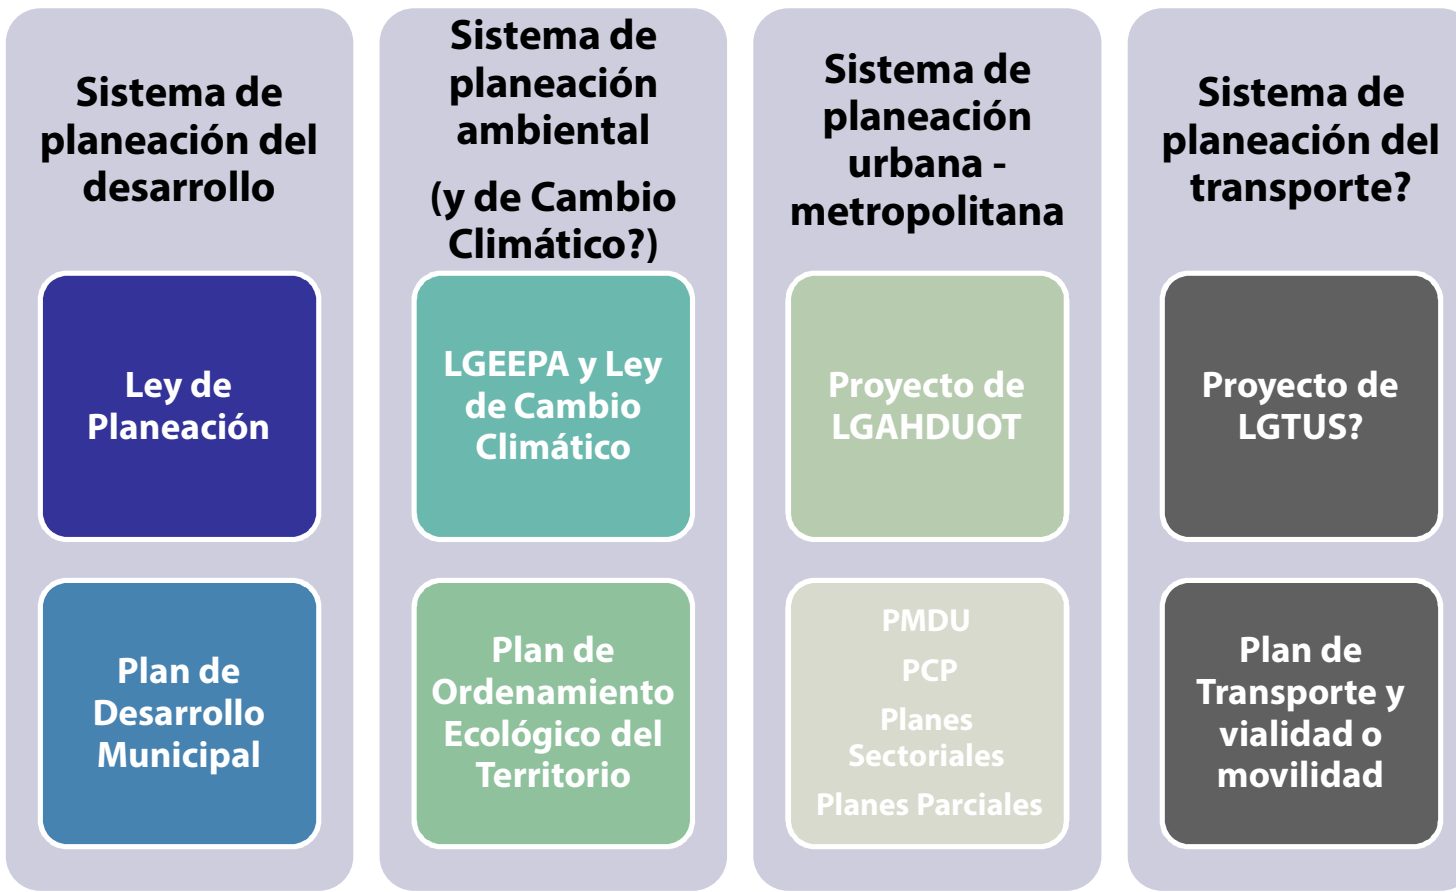 Sistema de
planeación del
desarrollo
Ley de
Planeación
Plan de
Desarrollo
Municipal
Sistema de
planeación
ambiental
(y de Cambio
Climático?)
LGEEPA y Ley
de Cambio
Climático
Plan de
Ordenamiento
Ecológico del
Territorio
Sistema de
planeación
urbana -
metropolitana
Proyecto de
LGAHDUOT
PMDU
PCP
Planes
Sectoriales
Planes Parciales
Sistema de
planeación del
transporte?
Proyecto de
LGTUS?
Plan de
Transporte y
vialidad o
movilidad